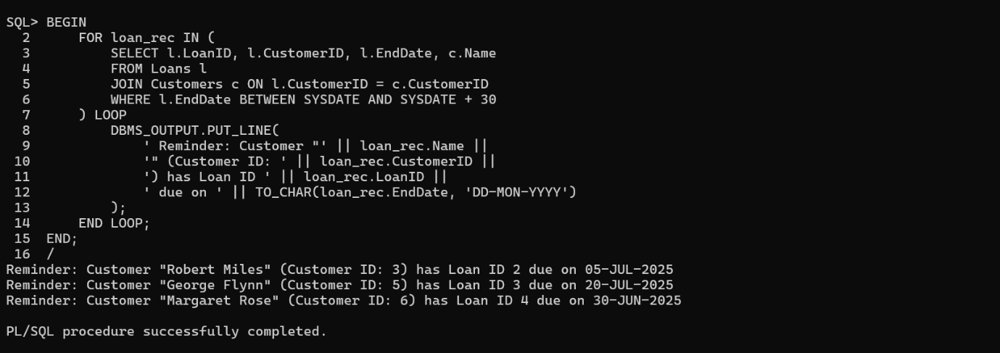 SQL> BEGIN
  2      FOR loan_rec IN (
  3          SELECT l.LoanID, l.CustomerID, l.EndDate, c.Name
  4          FROM Loans l
  5          JOIN Customers c ON l.CustomerID = c.CustomerID
  6          WHERE l.EndDate BETWEEN SYSDATE AND SYSDATE + 30
  7      ) LOOP
  8          DBMS_OUTPUT.PUT_LINE(
  9              ' Reminder: Customer "' || loan_rec.Name ||
 10              '" (Customer ID: ' || loan_rec.CustomerID ||
 11              ') has Loan ID ' || loan_rec.LoanID ||
 12              ' due on ' || TO_CHAR(loan_rec.EndDate, 'DD-MON-YYYY')
 13          );
 14      END LOOP;
 15  END;
 16  /
Reminder: Customer "Robert Miles" (Customer ID: 3) has Loan ID 2 due on 05-JUL-2025
Reminder: Customer "George Flynn" (Customer ID: 5) has Loan ID 3 due on 20-JUL-2025
Reminder: Customer "Margaret Rose" (Customer ID: 6) has Loan ID 4 due on 30-JUN-2025

PL/SQL procedure successfully completed.